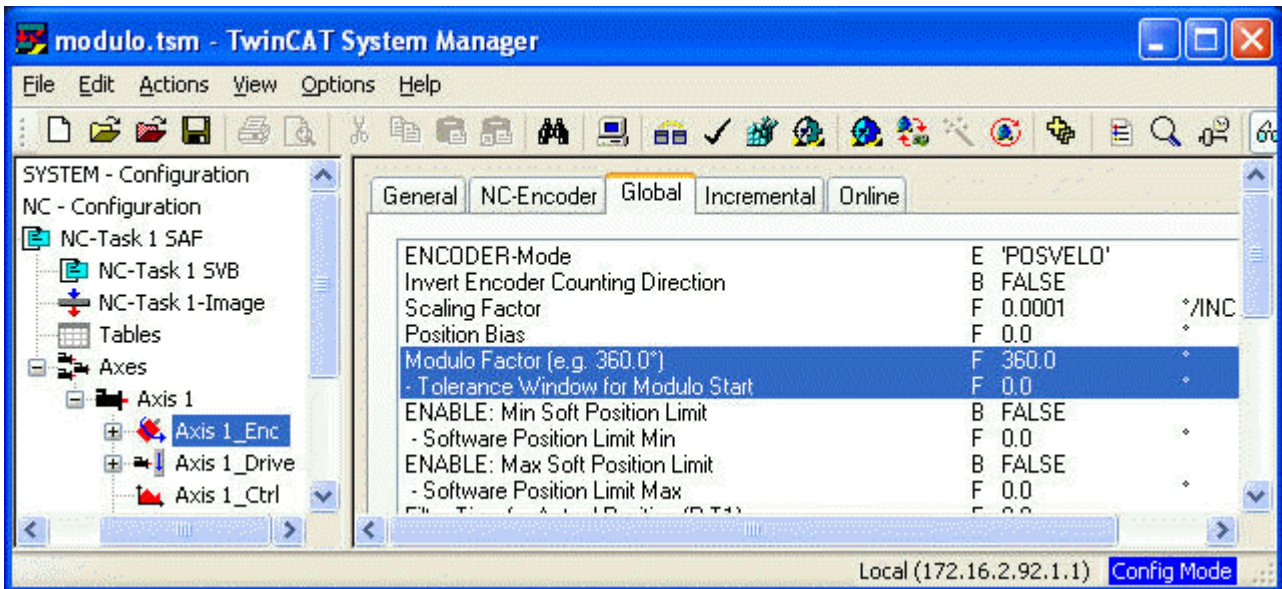 modulo.tsm - TwinCAT System Manager
File Edit Actions View Options Help
SYSTEM - Configuration
NC - Configuration
NC-Task 1 SAF
NC-Task 1 SVB
NC-Task 1-Image
Tables
Axes
Axis 1
Axis 1_Enc
Axis 1_Drive
Axis 1_Ctrl
General NC-Encoder Global Incremental Online
ENCODER-Mode E 'POSVELO'
Invert Encoder Counting Direction B FALSE
Scaling Factor F 0.0001 °/INC
Position Bias F 0.0 °
Modulo Factor (e.g. 360.0°) F 360.0 °
- Tolerance Window for Modulo Start F 0.0 °
ENABLE: Min Soft Position Limit B FALSE
- Software Position Limit Min F 0.0 °
ENABLE: Max Soft Position Limit B FALSE
- Software Position Limit Max F 0.0 °
Local (172.16.2.92.1.1) Config Mode